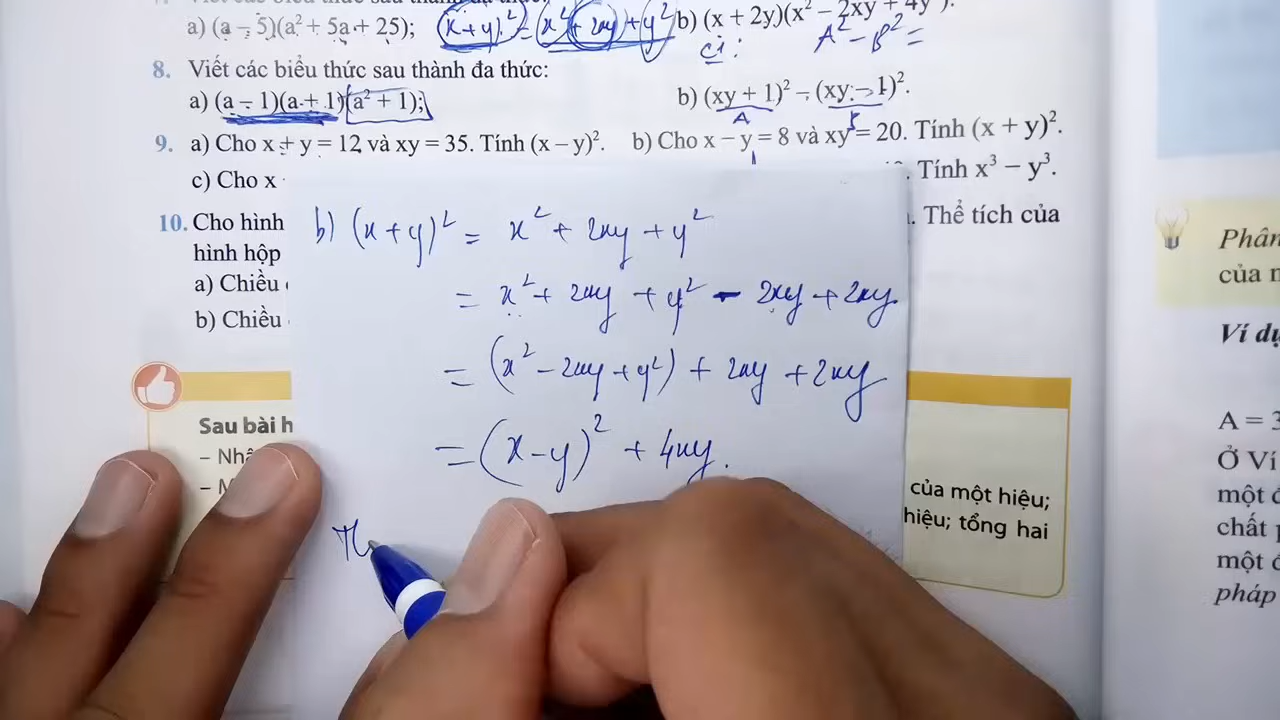 a) (a − 5)(a² + 5a + 25); (x+y)² = (x² + 2xy) + y² b) (x + 2y)(x² − 2xy + 4y²).
A² − B² =
8. Viết các biểu thức sau thành đa thức:
a) (a − 1)(a + 1)(a² + 1); b) (xy + 1)² − (xy − 1)².
A
9. a) Cho x + y = 12 và xy = 35. Tính (x − y)². b) Cho x − y = 8 và xy = 20. Tính (x + y)².
c) Cho x Tính x³ − y³.
10. Cho hình Thể tích của
hình hộp
a) Chiều
b) Chiều
b) (x + y)² = x² + 2xy + y²
= x² + 2xy + y² − 2xy + 2xy.
= (x² − 2xy + y²) + 2xy + 2xy
= (x − y)² + 4xy.
Sau bài h
– Nhậ
– M
của một hiệu;
hiệu; tổng hai
Phân
của m
Ví dụ
A = 3
Ở Ví
một đ
chất p
một đ
pháp